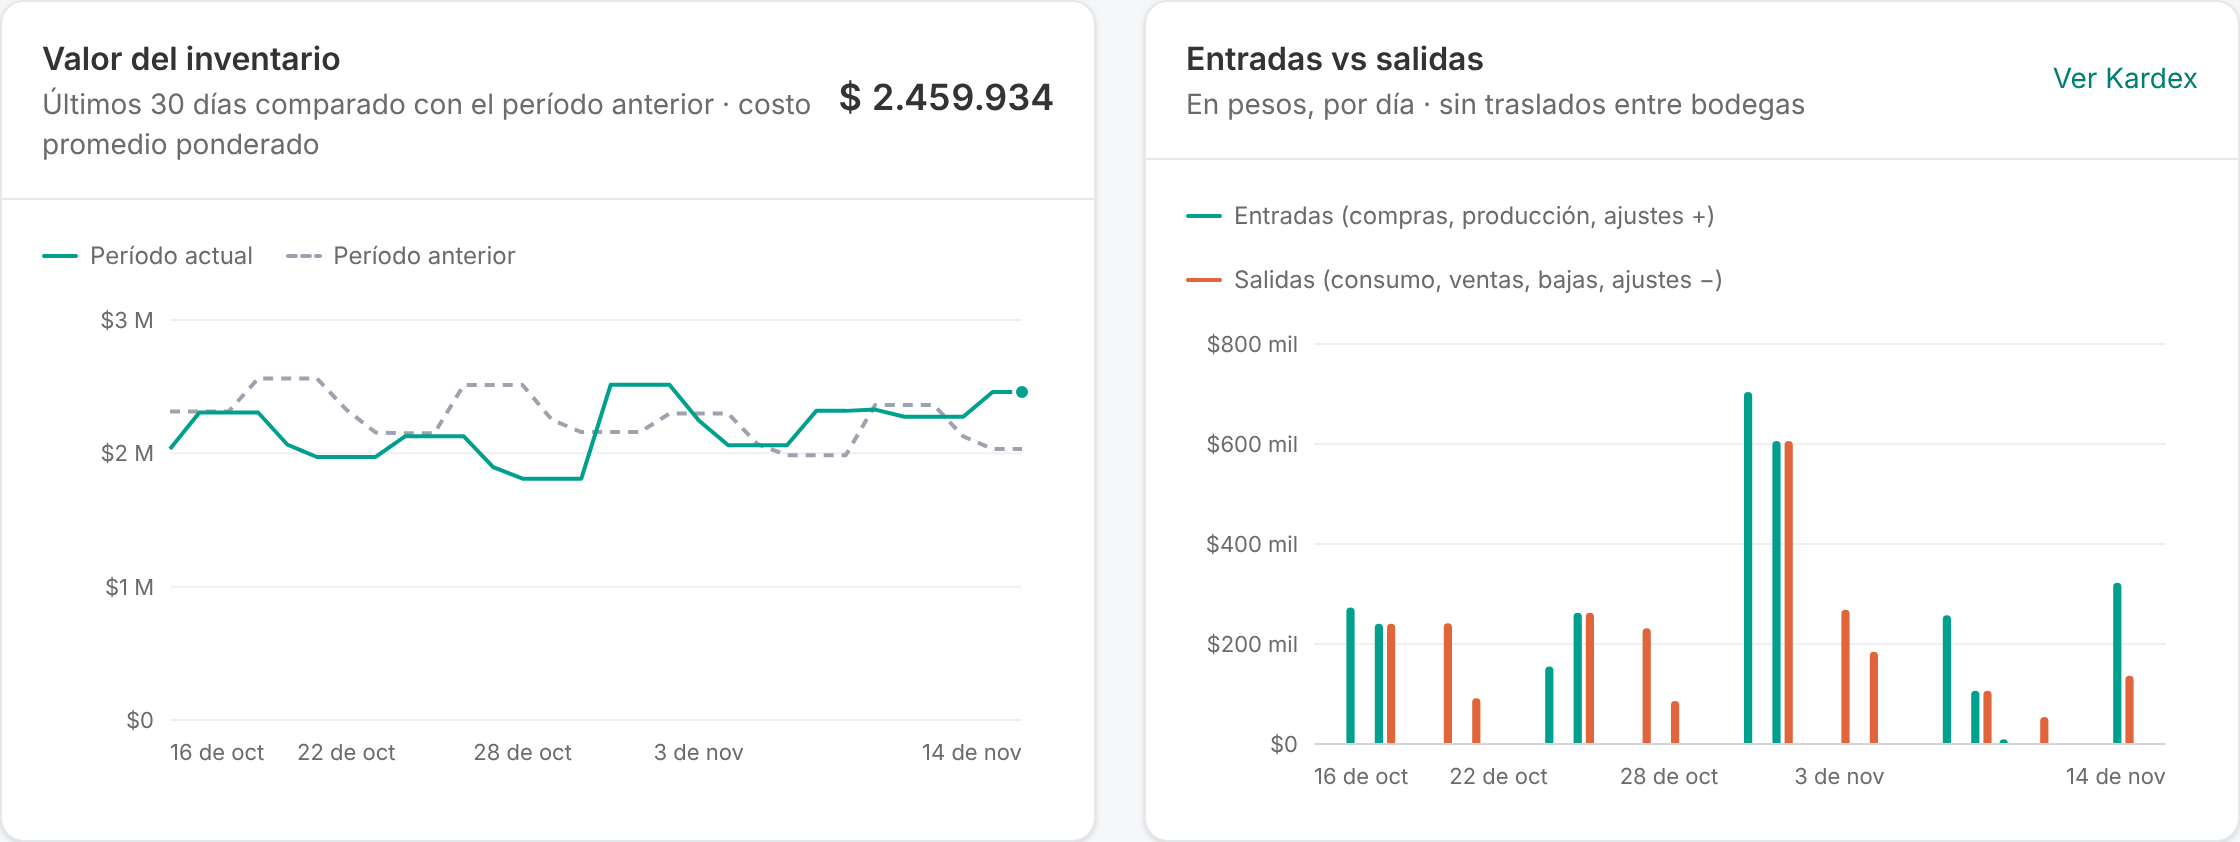 Valor del inventario
Últimos 30 días comparado con el período anterior · costo
promedio ponderado
$ 2.459.934
Período actual
Período anterior
$3 M
$2 M
$1 M
$0
16 de oct
22 de oct
28 de oct
3 de nov
14 de nov
Entradas vs salidas
En pesos, por día · sin traslados entre bodegas
Ver Kardex
Entradas (compras, producción, ajustes +)
Salidas (consumo, ventas, bajas, ajustes −)
$800 mil
$600 mil
$400 mil
$200 mil
$0
16 de oct
22 de oct
28 de oct
3 de nov
14 de nov